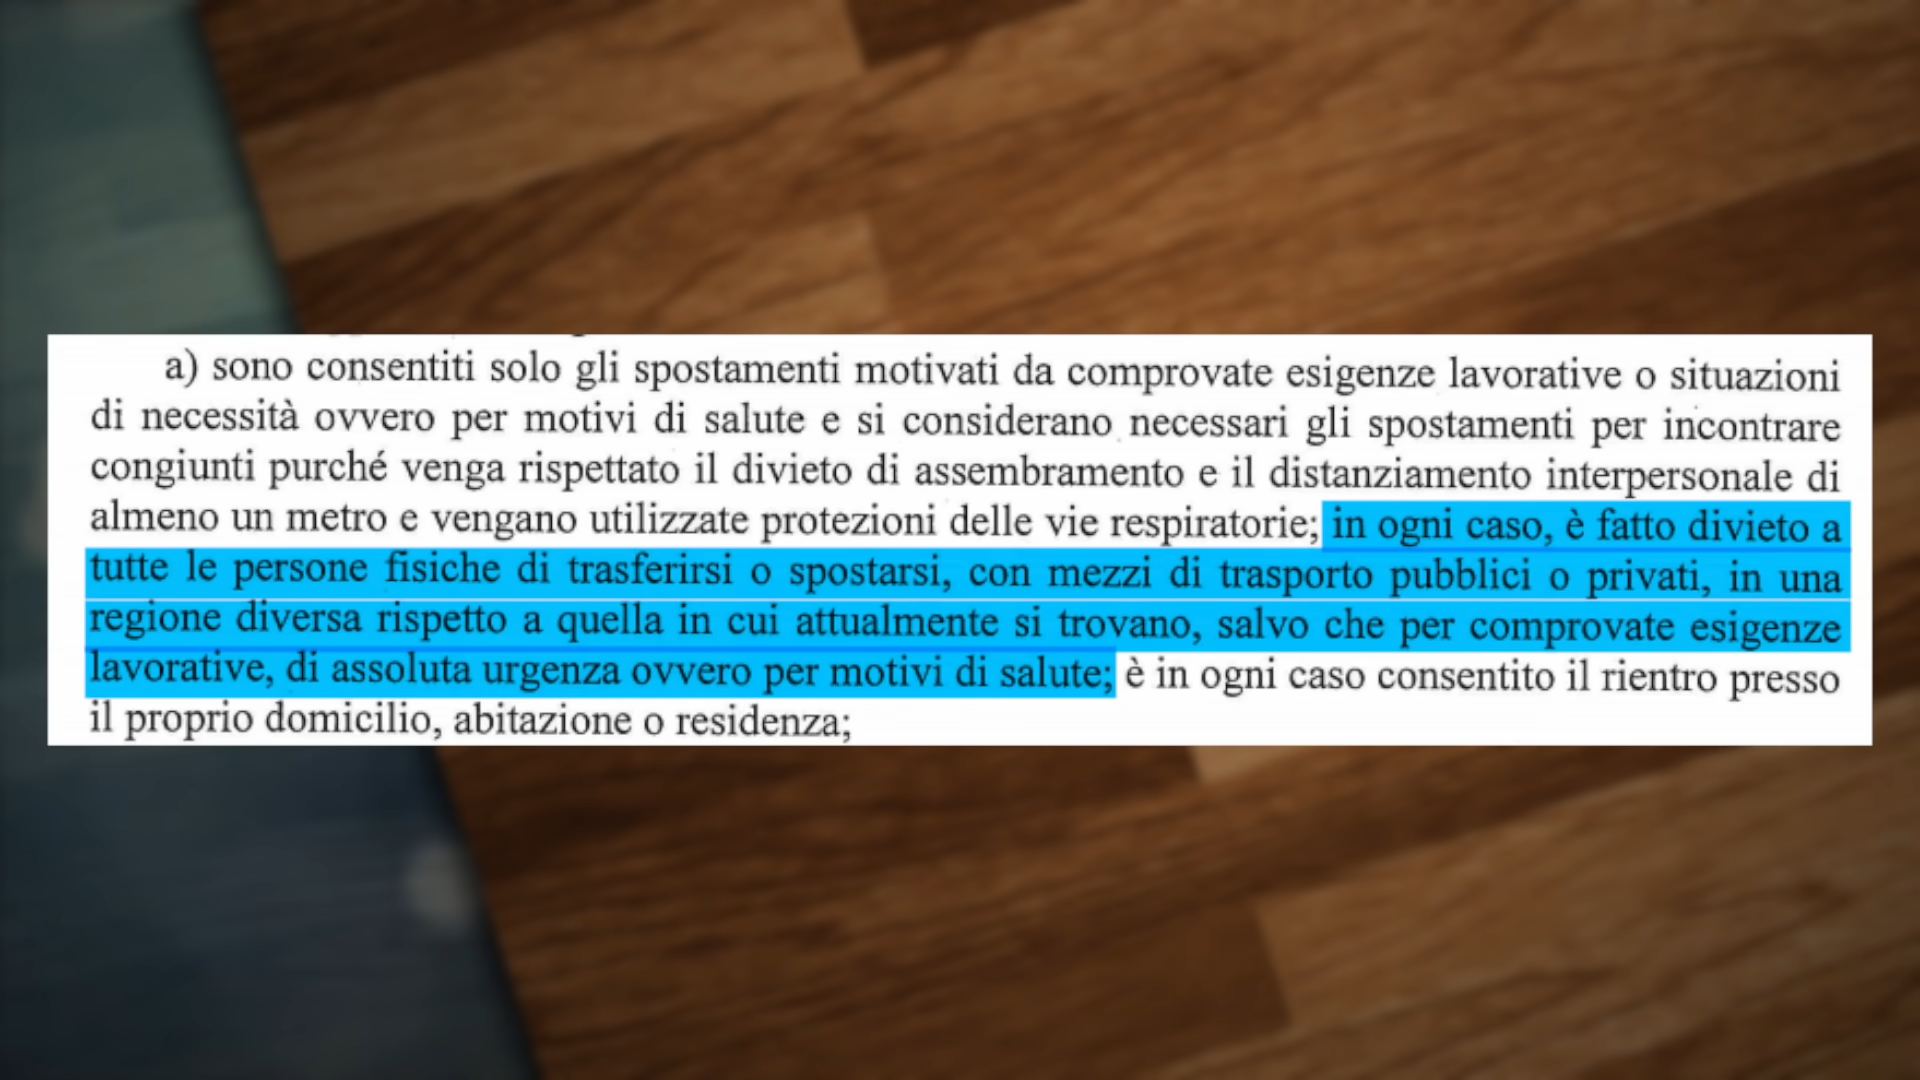 a) sono consentiti solo gli spostamenti motivati da comprovate esigenze lavorative o situazioni
di necessità ovvero per motivi di salute e si considerano necessari gli spostamenti per incontrare
congiunti purché venga rispettato il divieto di assembramento e il distanziamento interpersonale di
almeno un metro e vengano utilizzate protezioni delle vie respiratorie; in ogni caso, è fatto divieto a
tutte le persone fisiche di trasferirsi o spostarsi, con mezzi di trasporto pubblici o privati, in una
regione diversa rispetto a quella in cui attualmente si trovano, salvo che per comprovate esigenze
lavorative, di assoluta urgenza ovvero per motivi di salute; è in ogni caso consentito il rientro presso
il proprio domicilio, abitazione o residenza;